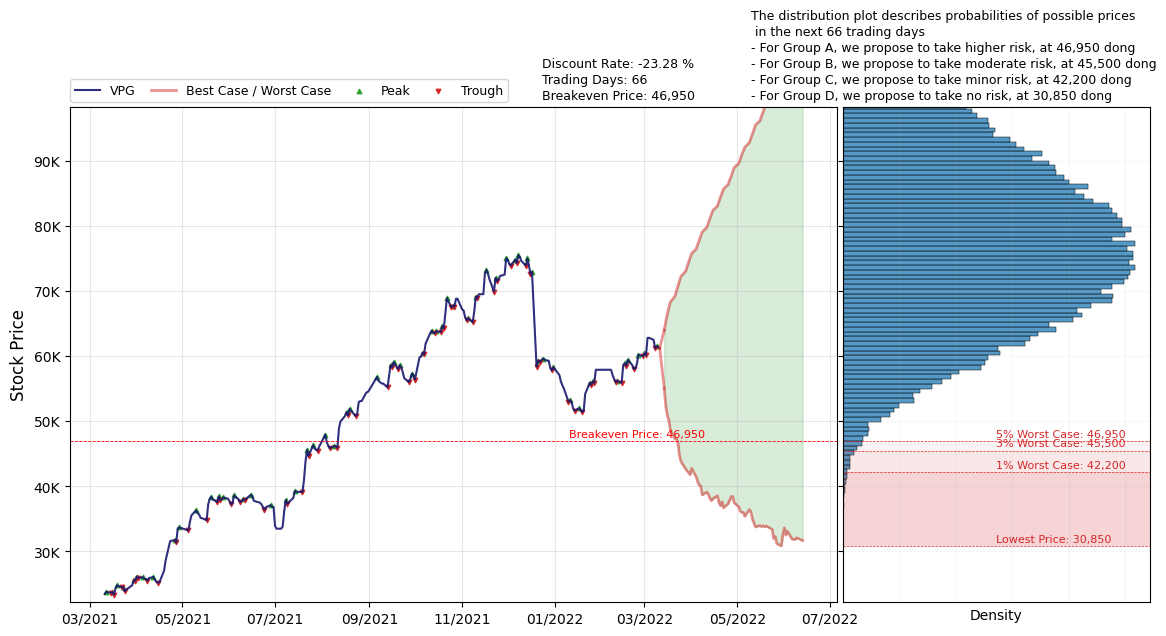 The distribution plot describes probabilities of possible prices
in the next 66 trading days
- For Group A, we propose to take higher risk, at 46,950 dong
- For Group B, we propose to take moderate risk, at 45,500 dong
- For Group C, we propose to take minor risk, at 42,200 dong
- For Group D, we propose to take no risk, at 30,850 dong
Discount Rate: -23.28 %
Trading Days: 66
Breakeven Price: 46,950
VPG
Best Case / Worst Case
Peak
Trough
Stock Price
90K
80K
70K
60K
50K
40K
30K
Breakeven Price: 46,950
5% Worst Case: 46,950
3% Worst Case: 45,500
1% Worst Case: 42,200
Lowest Price: 30,850
03/2021
05/2021
07/2021
09/2021
11/2021
01/2022
03/2022
05/2022
07/2022
Density